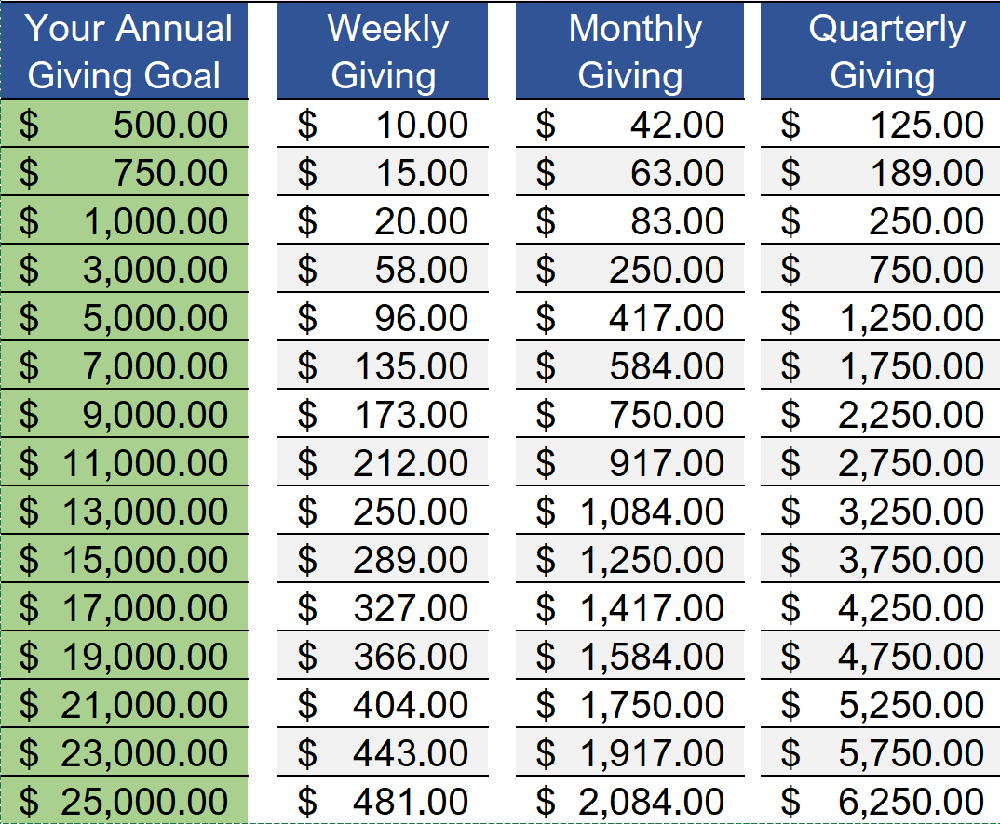 Your Annual Weekly Monthly Quarterly
Giving Goal Giving Giving Giving
$ 500.00 $ 10.00 $ 42.00 $ 125.00
$ 750.00 $ 15.00 $ 63.00 $ 189.00
$ 1,000.00 $ 20.00 $ 83.00 $ 250.00
$ 3,000.00 $ 58.00 $ 250.00 $ 750.00
$ 5,000.00 $ 96.00 $ 417.00 $ 1,250.00
$ 7,000.00 $ 135.00 $ 584.00 $ 1,750.00
$ 9,000.00 $ 173.00 $ 750.00 $ 2,250.00
$ 11,000.00 $ 212.00 $ 917.00 $ 2,750.00
$ 13,000.00 $ 250.00 $ 1,084.00 $ 3,250.00
$ 15,000.00 $ 289.00 $ 1,250.00 $ 3,750.00
$ 17,000.00 $ 327.00 $ 1,417.00 $ 4,250.00
$ 19,000.00 $ 366.00 $ 1,584.00 $ 4,750.00
$ 21,000.00 $ 404.00 $ 1,750.00 $ 5,250.00
$ 23,000.00 $ 443.00 $ 1,917.00 $ 5,750.00
$ 25,000.00 $ 481.00 $ 2,084.00 $ 6,250.00